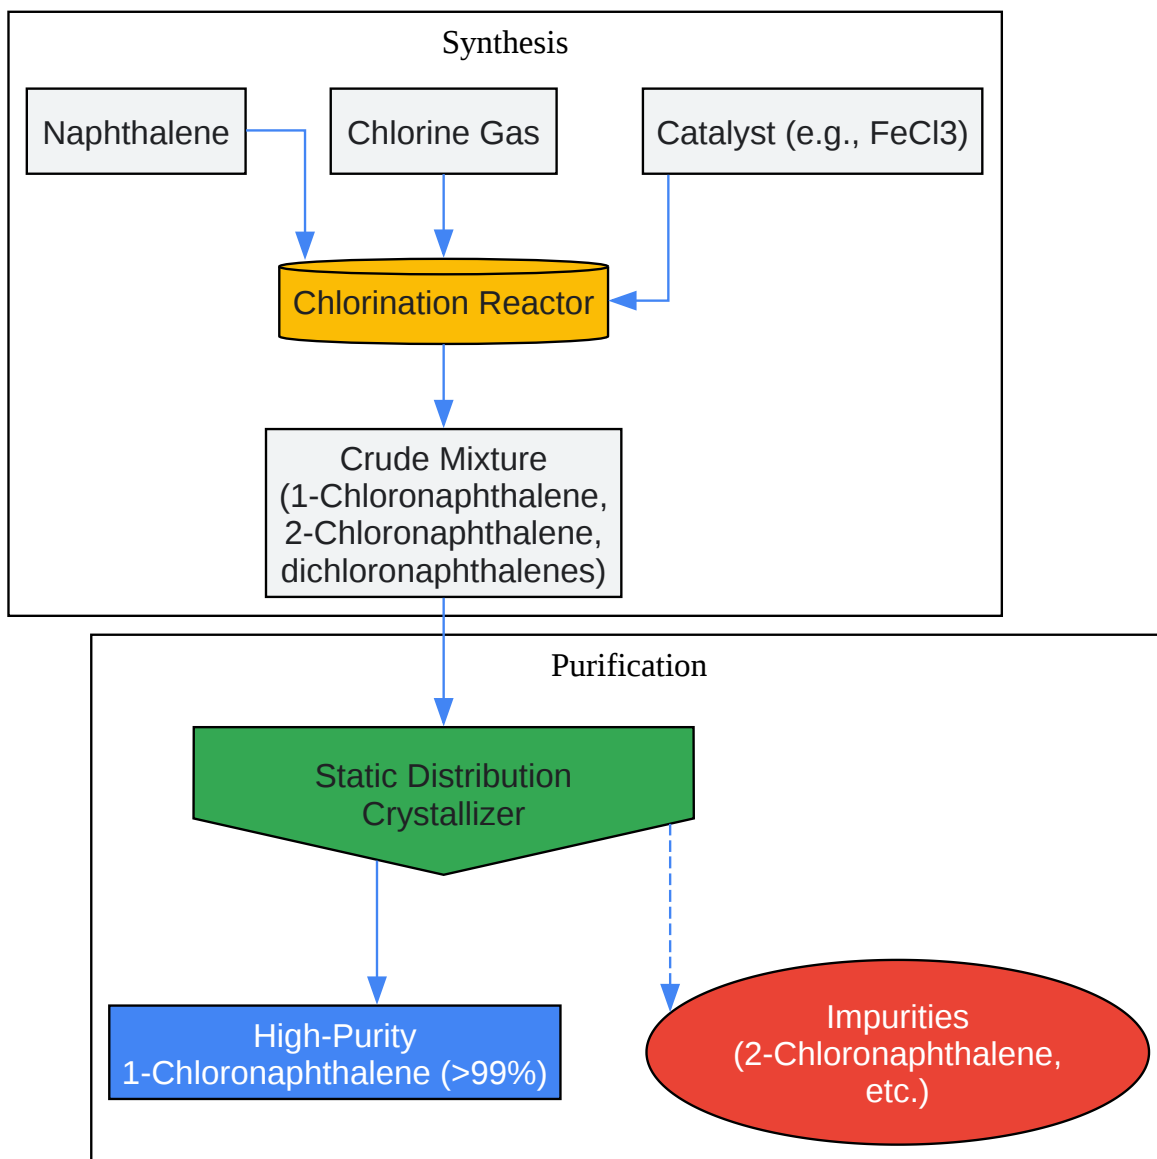 Synthesis
Naphthalene
Chlorine Gas
Catalyst (e.g., FeCl3)
Chlorination Reactor
Crude Mixture
(1-Chloronaphthalene,
2-Chloronaphthalene,
dichloronaphthalenes)
Purification
Static Distribution
Crystallizer
High-Purity
1-Chloronaphthalene (>99%)
Impurities
(2-Chloronaphthalene,
etc.)